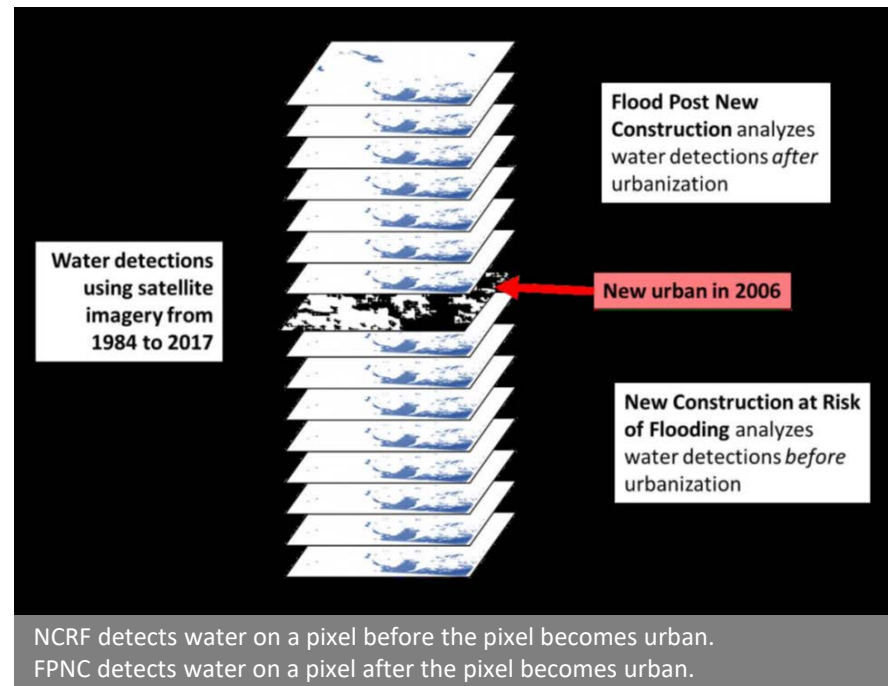 Flood Post New
Construction analyzes
water detections after
urbanization
Water detections
using satellite
imagery from
1984 to 2017
New urban in 2006
New Construction at Risk
of Flooding analyzes
water detections before
urbanization
NCRF detects water on a pixel before the pixel becomes urban.
FPNC detects water on a pixel after the pixel becomes urban.